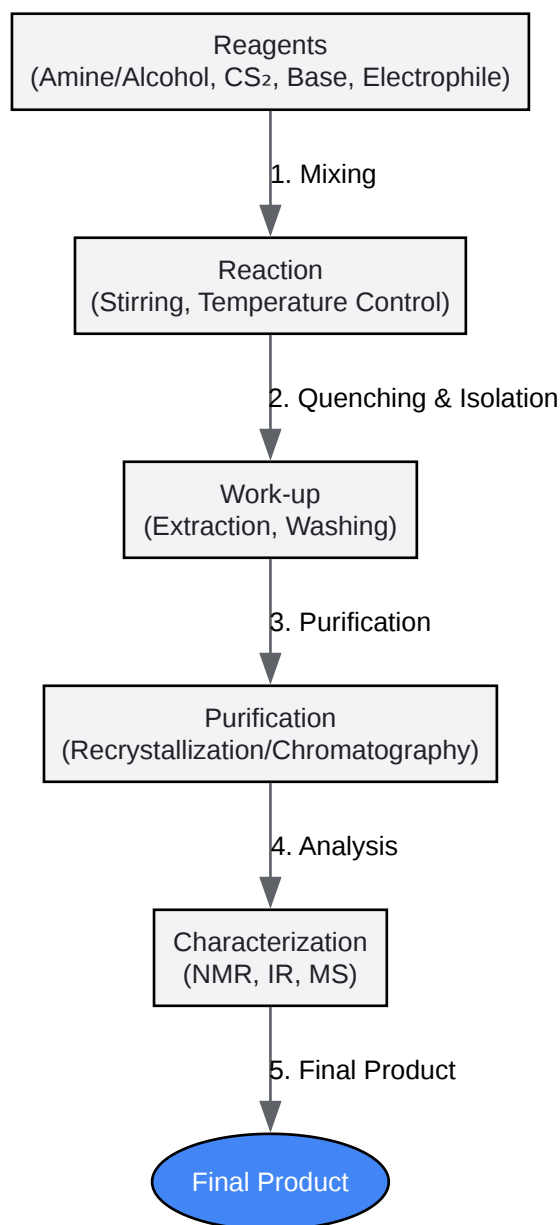 Reagents
(Amine/Alcohol, CS₂, Base, Electrophile)
1. Mixing
Reaction
(Stirring, Temperature Control)
2. Quenching & Isolation
Work-up
(Extraction, Washing)
3. Purification
Purification
(Recrystallization/Chromatography)
4. Analysis
Characterization
(NMR, IR, MS)
5. Final Product
Final Product